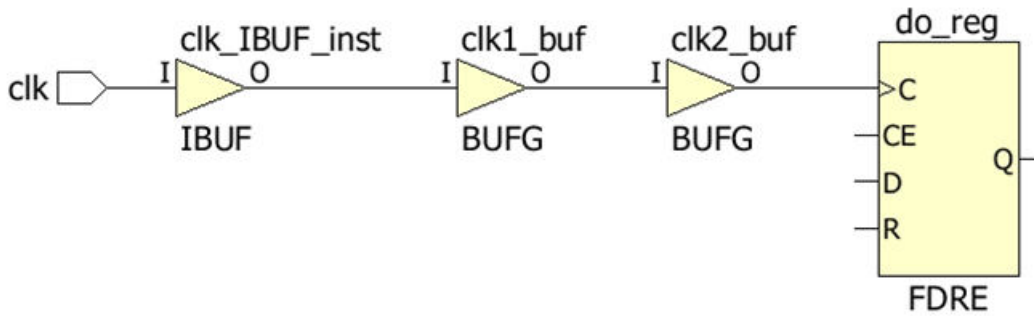 clk
clk_IBUF_inst
I
O
IBUF
clk1_buf
I
O
BUFG
clk2_buf
I
O
BUFG
do_reg
C
CE
D
R
Q
FDRE